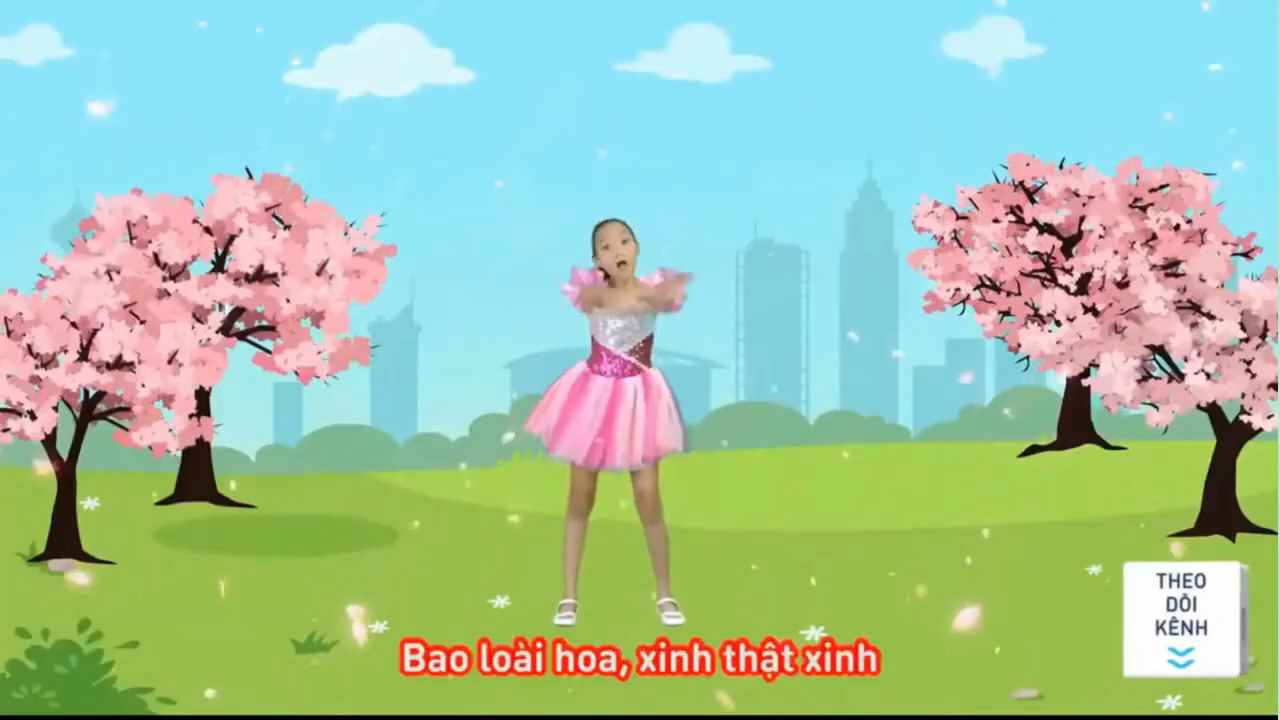 THEO
DÕI
KÊNH
Bao loài hoa, xinh thật xinh